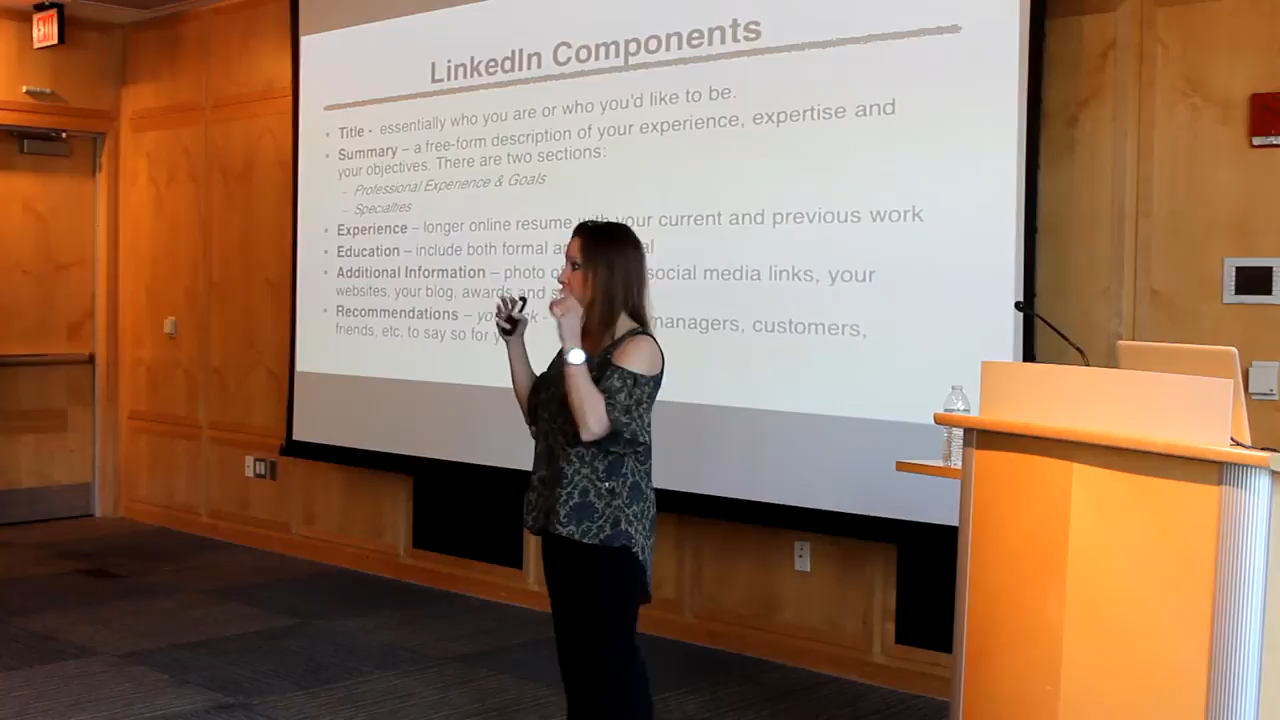 EXIT
LinkedIn Components
• Title - essentially who you are or who you'd like to be.
• Summary – a free-form description of your experience, expertise and
your objectives. There are two sections:
– Professional Experience & Goals
– Specialties
• Experience – longer online resume with your current and previous work
• Education – include both formal
• Additional Information – photo social media links, your
websites, your blog, awards and
• Recommendations – managers, customers,
friends, etc. to say so for